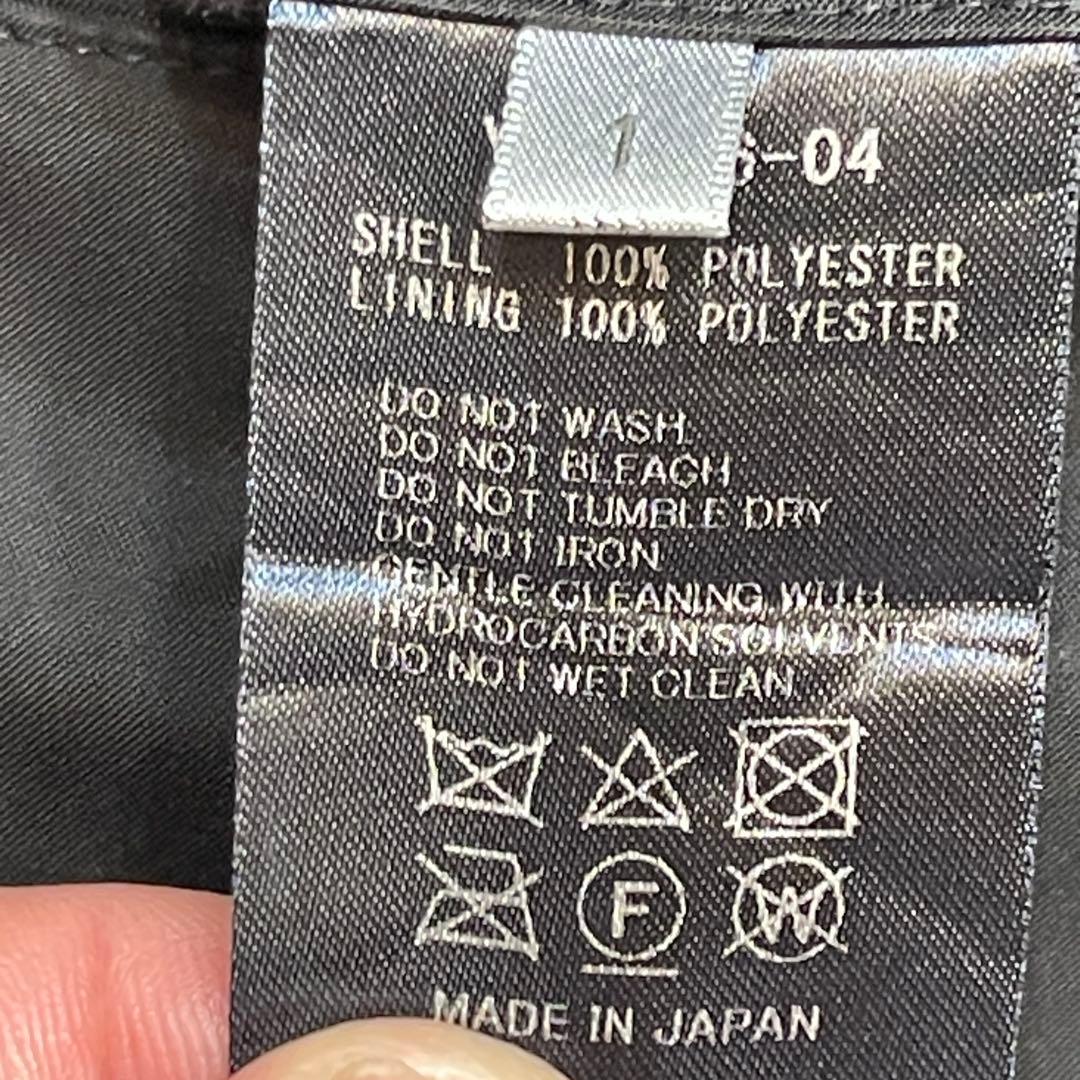 1
-04
SHELL 100% POLYESTER
LINING 100% POLYESTER
DO NOT WASH
DO NOT BLEACH
DO NOT TUMBLE DRY
DO NOT IRON
GENTLE CLEANING WITH
HYDROCARBON SOLVENTS
DO NOT WET CLEAN
F
W
MADE IN JAPAN